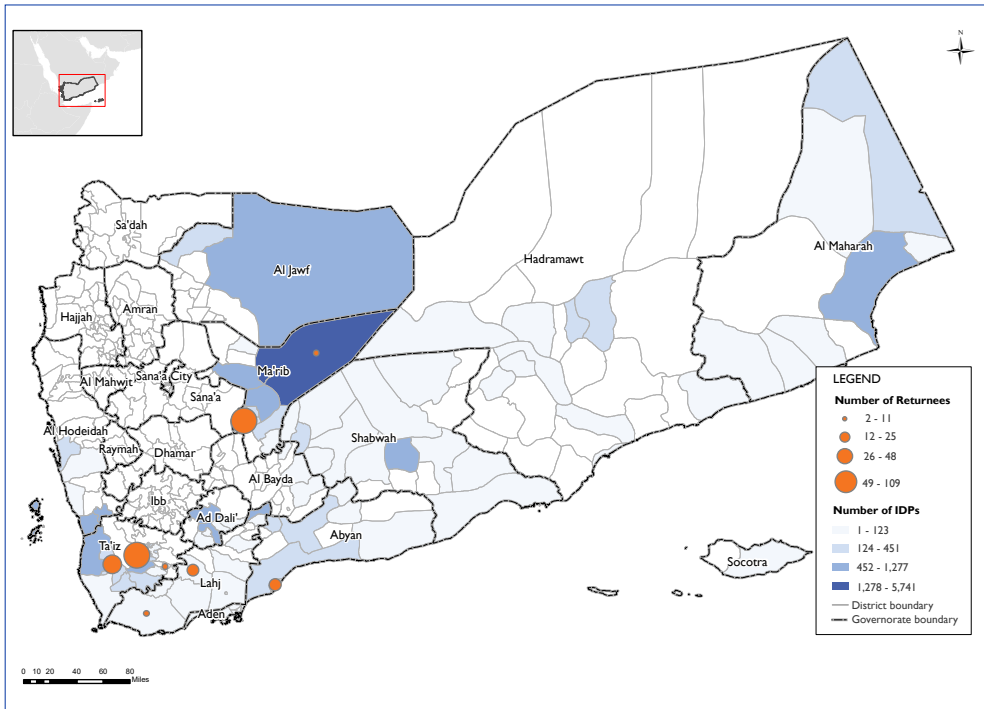 N
Sa'dah
Al Jawf
Hadramawt
Al Maharah
Hajjah
Amran
Ma'rib
Al Mahwit
Sana'a City
Sana'a
Al Hodeidah
Raymah
Dhamar
Shabwah
Al Bayda
Ibb
Ad Dali'
Abyan
Ta'iz
Lahj
Aden
Socotra
LEGEND
Number of Returnees
2 - 11
12 - 25
26 - 48
49 - 109
Number of IDPs
1 - 123
124 - 451
452 - 1,277
1,278 - 5,741
District boundary
Governorate boundary
0 10 20 40 60 80
Miles